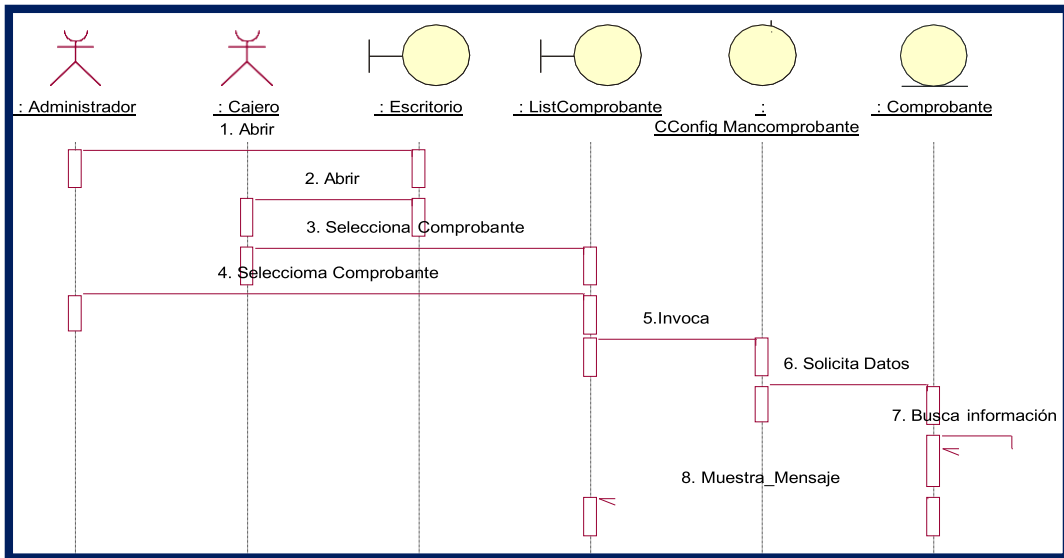 : Administrador
: Cajero
: Escritorio
: ListComprobante
:
CConfig Mancomprobante
: Comprobante
1. Abrir
2. Abrir
3. Selecciona Comprobante
4. Seleccioma Comprobante
5.Invoca
6. Solicita Datos
7. Busca información
8. Muestra_Mensaje